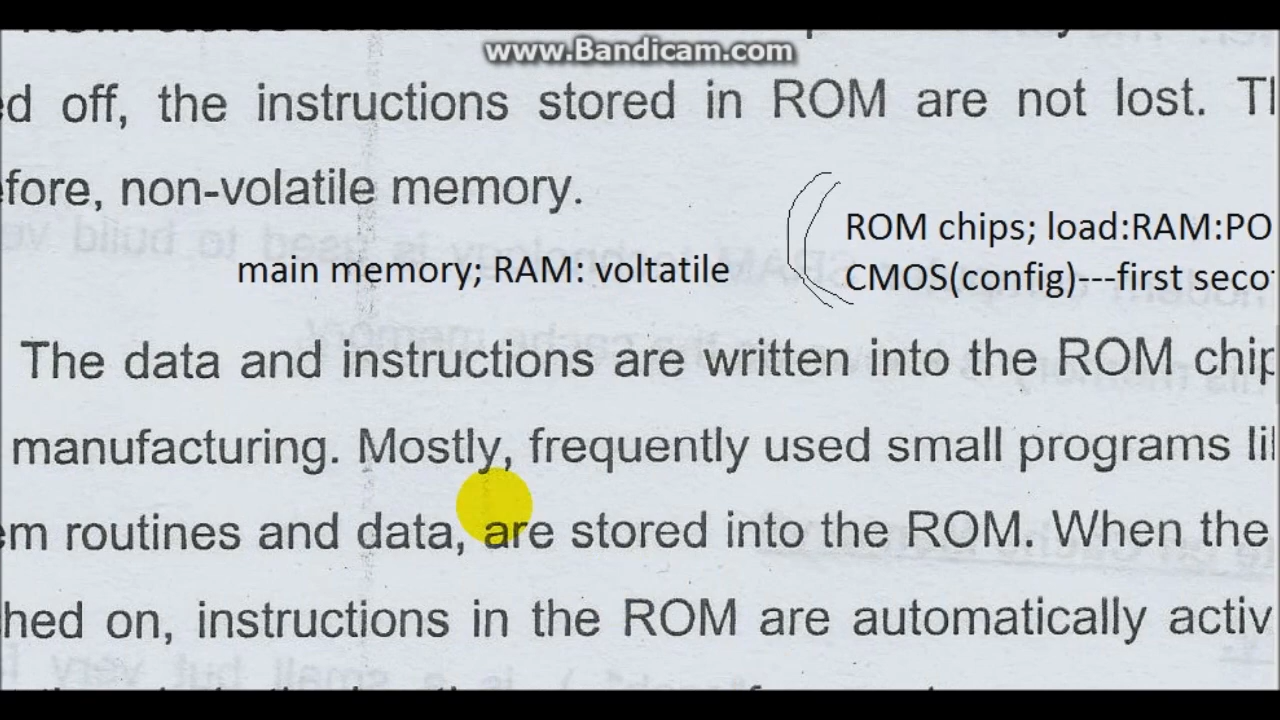 www.Bandicam.com
ed off, the instructions stored in ROM are not lost. Th
efore, non-volatile memory.
ROM chips; load:RAM:PO
main memory; RAM: voltatile
CMOS(config)---first seco
The data and instructions are written into the ROM chip
manufacturing. Mostly, frequently used small programs li
em routines and data, are stored into the ROM. When the
hed on, instructions in the ROM are automatically activ